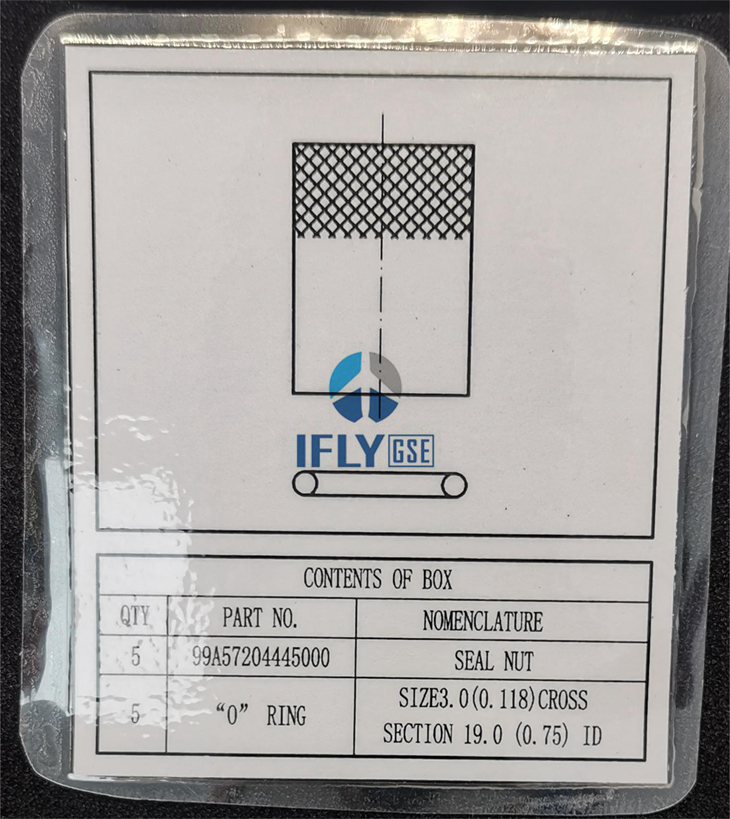 IFLY GSE
CONTENTS OF BOX
QTY PART NO. NOMENCLATURE
5 99A57204445000 SEAL NUT
5 “O” RING SIZE3.0(0.118)CROSS
SECTION 19.0 (0.75) ID